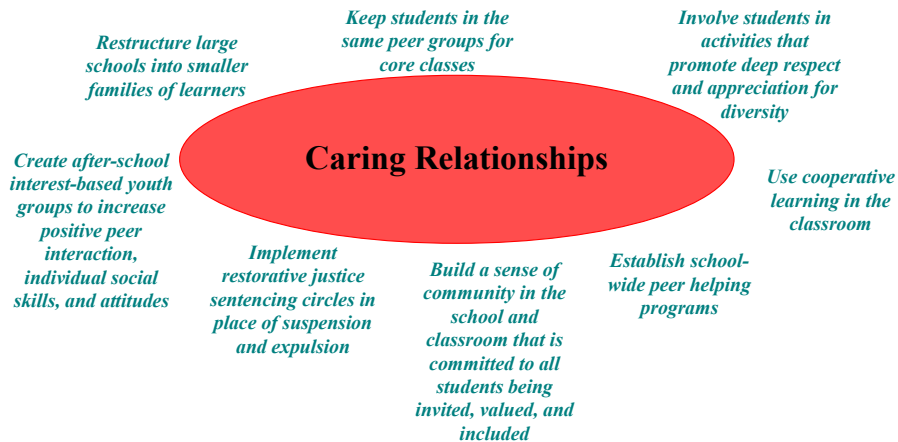 Restructure large
schools into smaller
families of learners
Keep students in the
same peer groups for
core classes
Involve students in
activities that
promote deep respect
and appreciation for
diversity
Caring Relationships
Create after-school
interest-based youth
groups to increase
positive peer
interaction,
individual social
skills, and attitudes
Use cooperative
learning in the
classroom
Implement
restorative justice
sentencing circles in
place of suspension
and expulsion
Build a sense of
community in the
school and
classroom that is
committed to all
students being
invited, valued, and
included
Establish school-
wide peer helping
programs